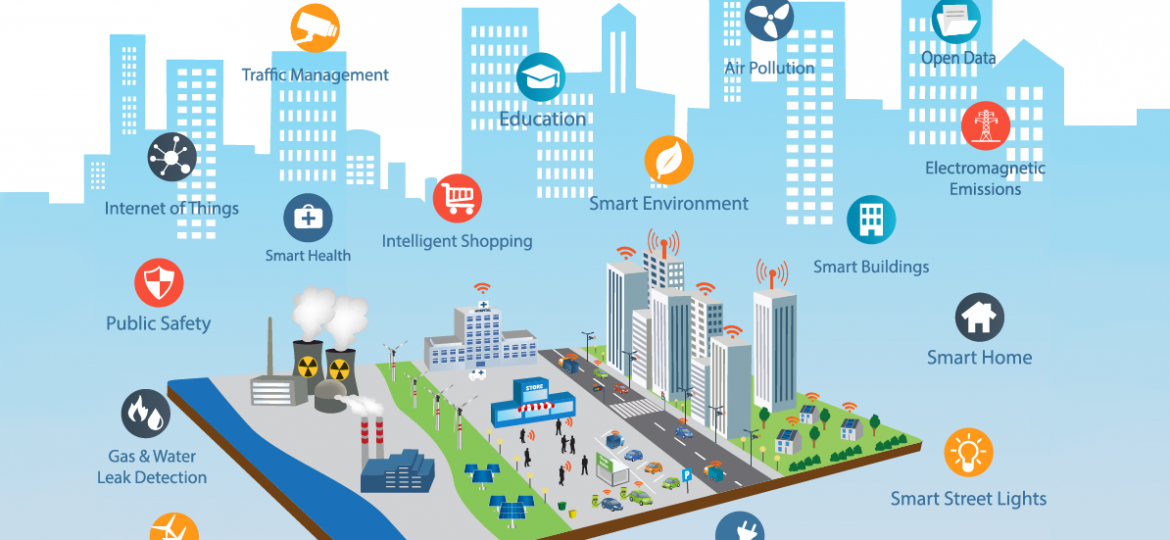 Traffic Management
Education
Air Pollution
Open Data
Internet of Things
Smart Health
Intelligent Shopping
Smart Environment
Electromagnetic
Emissions
Smart Buildings
Public Safety
Smart Home
Gas & Water
Leak Detection
Smart Street Lights
HOSPITAL
STORE
P